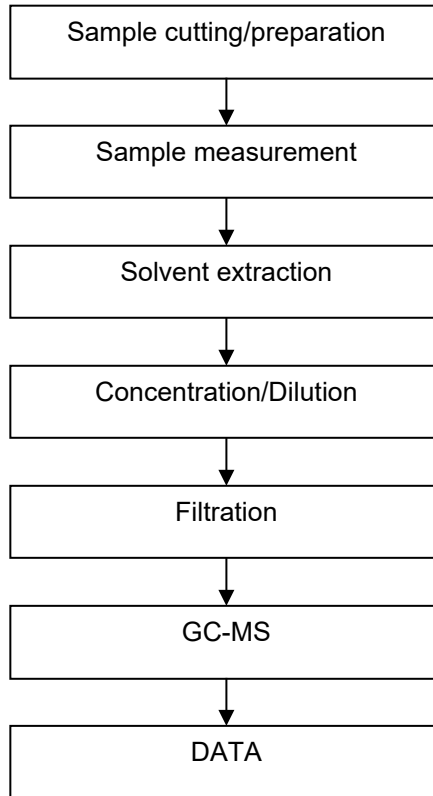 Sample cutting/preparation
Sample measurement
Solvent extraction
Concentration/Dilution
Filtration
GC-MS
DATA